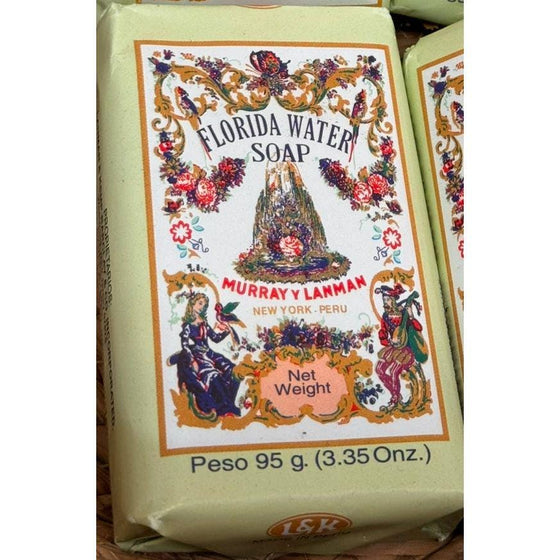 FLORIDA WATER
SOAP
MURRAY Y LANMAN
NEW YORK - PERU
Net
Weight
Peso 95 g. (3.35 Onz.)
L&K